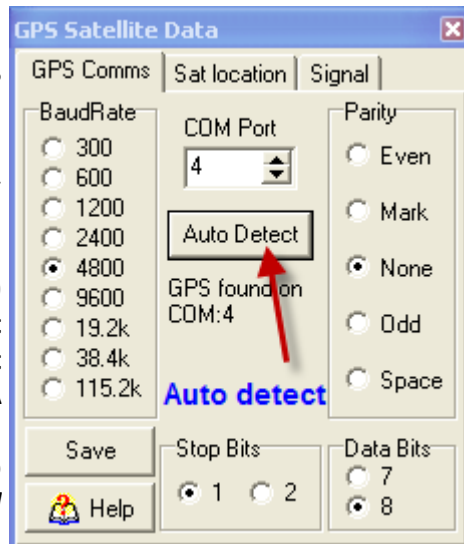 GPS Satellite Data
GPS Comms
Sat location
Signal
BaudRate
300
600
1200
2400
4800
9600
19.2k
38.4k
115.2k
COM Port
4
Auto Detect
GPS found on
COM:4
Auto detect
Parity
Even
Mark
None
Odd
Space
Save
Help
Stop Bits
1
2
Data Bits
7
8